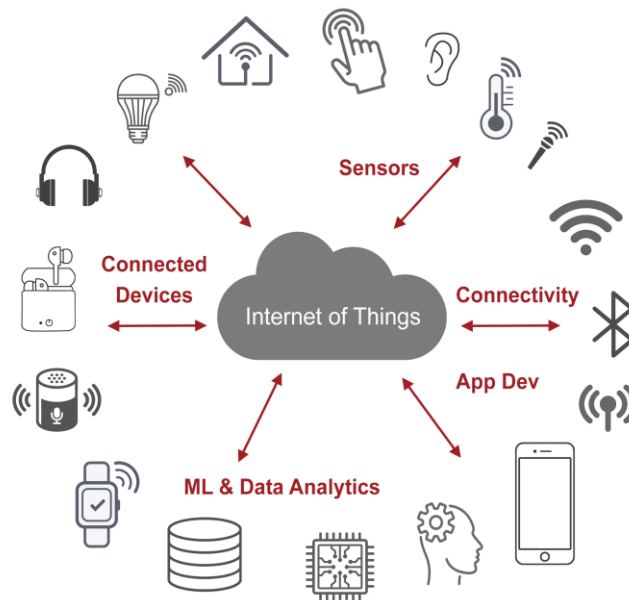 Sensors
Connected
Devices
Internet of Things
Connectivity
App Dev
ML & Data Analytics